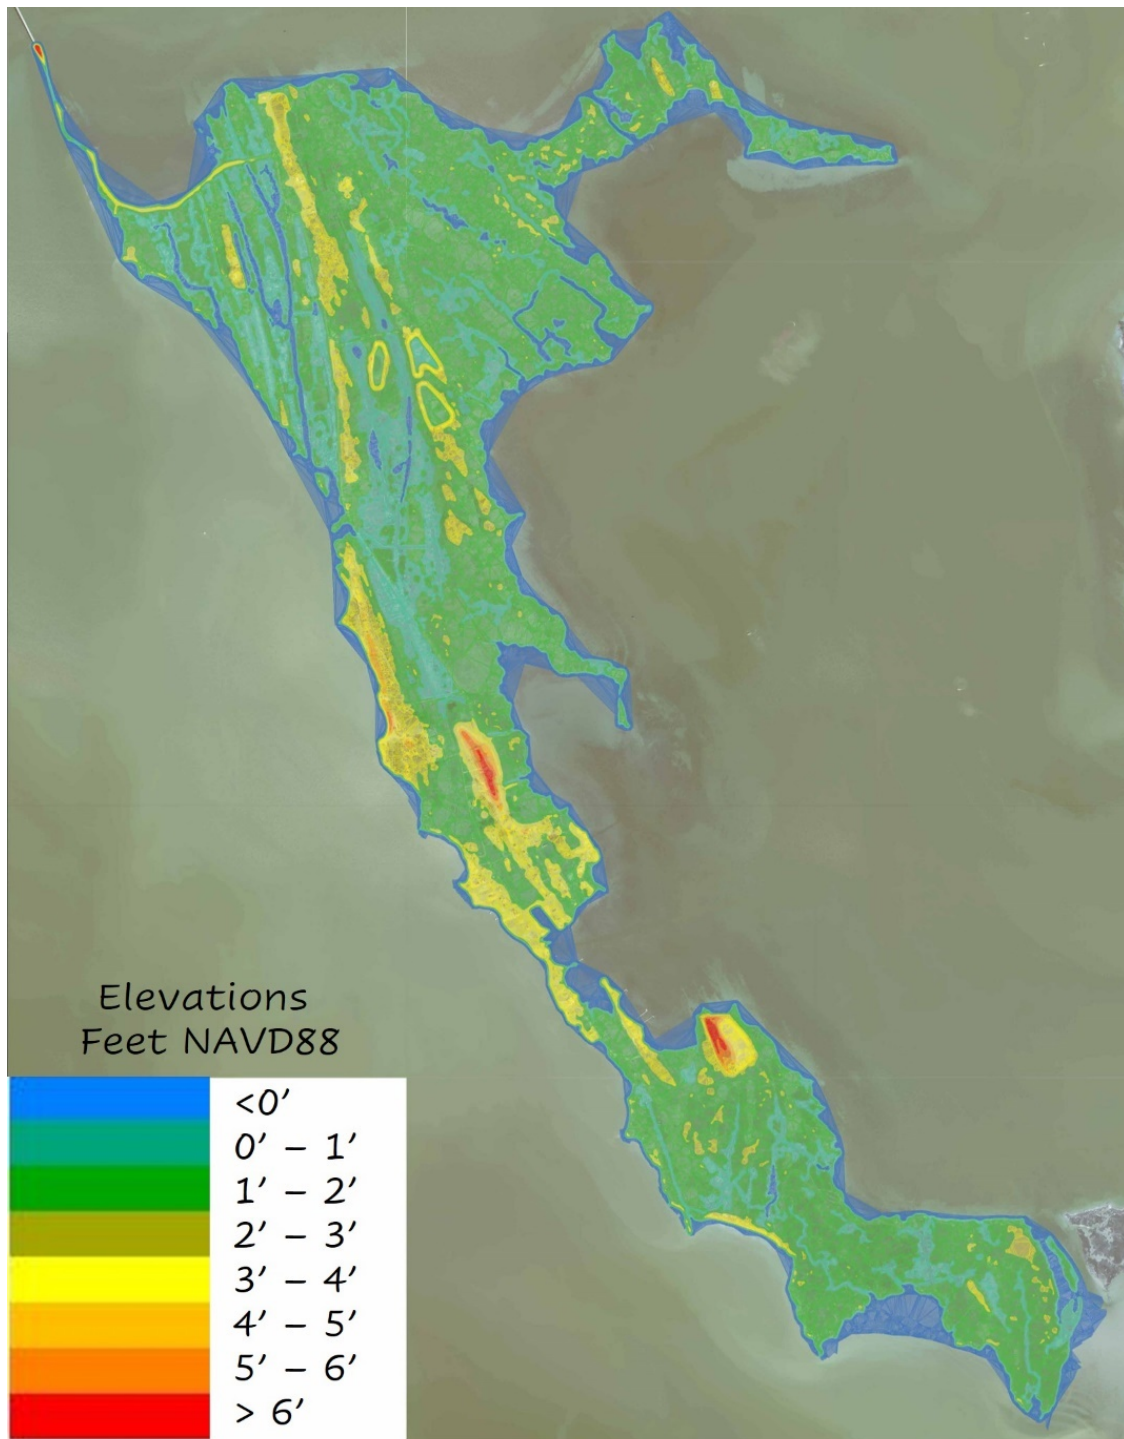 Elevations
Feet NAVD88
<0’
0’ – 1’
1’ – 2’
2’ – 3’
3’ – 4’
4’ – 5’
5’ – 6’
> 6’